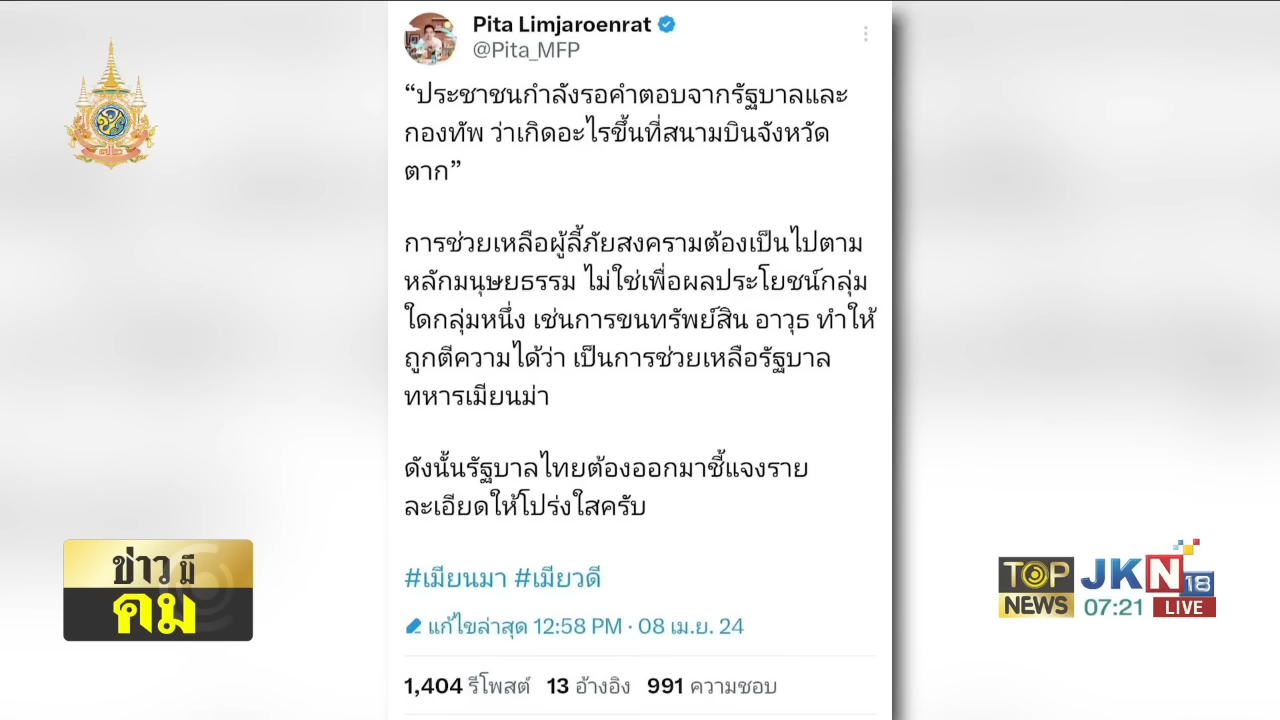 Pita Limjaroenrat
@Pita_MFP
“ประชาชนกำลังรอคำตอบจากรัฐบาลและ
กองทัพ ว่าเกิดอะไรขึ้นที่สนามบินจังหวัด
ตาก”
การช่วยเหลือผู้ลี้ภัยสงครามต้องเป็นไปตาม
หลักมนุษยธรรม ไม่ใช่เพื่อผลประโยชน์กลุ่ม
ใดกลุ่มหนึ่ง เช่นการขนทรัพย์สิน อาวุธ ทำให้
ถูกตีความได้ว่า เป็นการช่วยเหลือรัฐบาล
ทหารเมียนม่า
ดังนั้นรัฐบาลไทยต้องออกมาชี้แจงราย
ละเอียดให้โปร่งใสครับ
#เมียนมา #เมียวดี
แก้ไขล่าสุด 12:58 PM · 08 เม.ย. 24
1,404 รีโพสต์ 13 อ้างอิง 991 ความชอบ
ข่าวมี
คม
TOP
NEWS
JKN18
07:21
LIVE